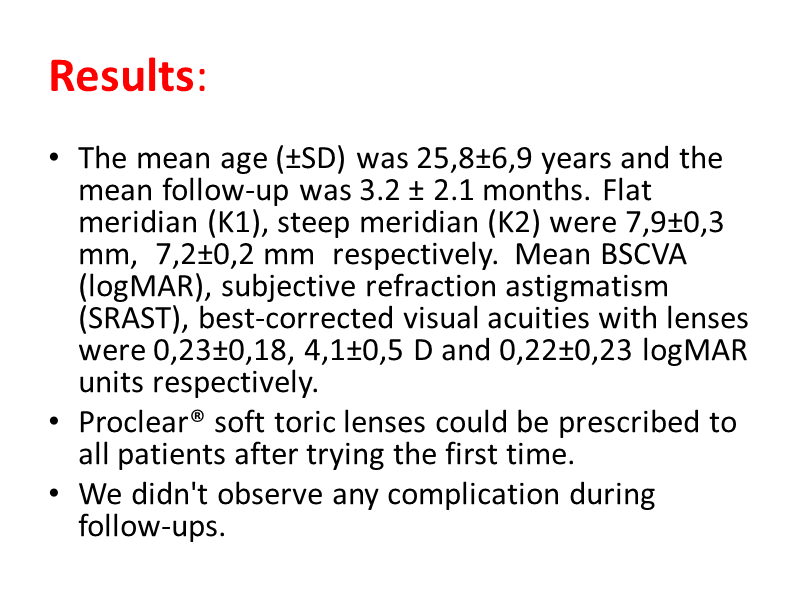 Results:
• The mean age (±SD) was 25,8±6,9 years and the
mean follow-up was 3.2 ± 2.1 months. Flat
meridian (K1), steep meridian (K2) were 7,9±0,3
mm, 7,2±0,2 mm respectively. Mean BSCVA
(logMAR), subjective refraction astigmatism
(SRAST), best-corrected visual acuities with lenses
were 0,23±0,18, 4,1±0,5 D and 0,22±0,23 logMAR
units respectively.
• Proclear® soft toric lenses could be prescribed to
all patients after trying the first time.
• We didn't observe any complication during
follow-ups.